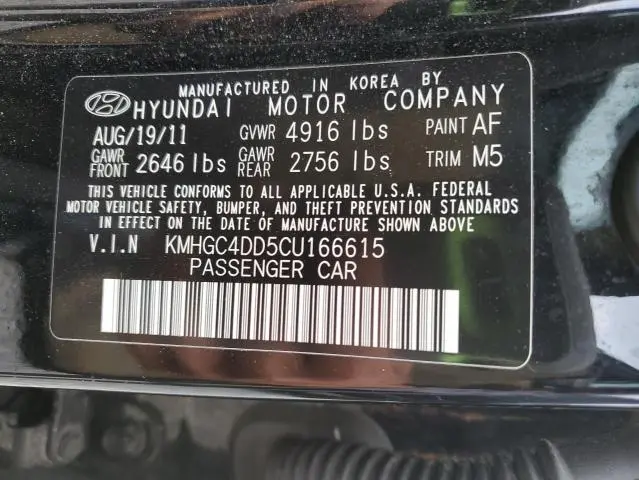 MANUFACTURED IN KOREA BY
HYUNDAI MOTOR COMPANY
AUG/19/11 GVWR 4916 lbs PAINT AF
GAWR FRONT 2646 lbs GAWR REAR 2756 lbs TRIM M5
THIS VEHICLE CONFORMS TO ALL APPLICABLE U.S.A. FEDERAL
MOTOR VEHICLE SAFETY, BUMPER, AND THEFT PREVENTION STANDARDS
IN EFFECT ON THE DATE OF MANUFACTURE SHOWN ABOVE
V.I.N KMHGC4DD5CU166615
PASSENGER CAR